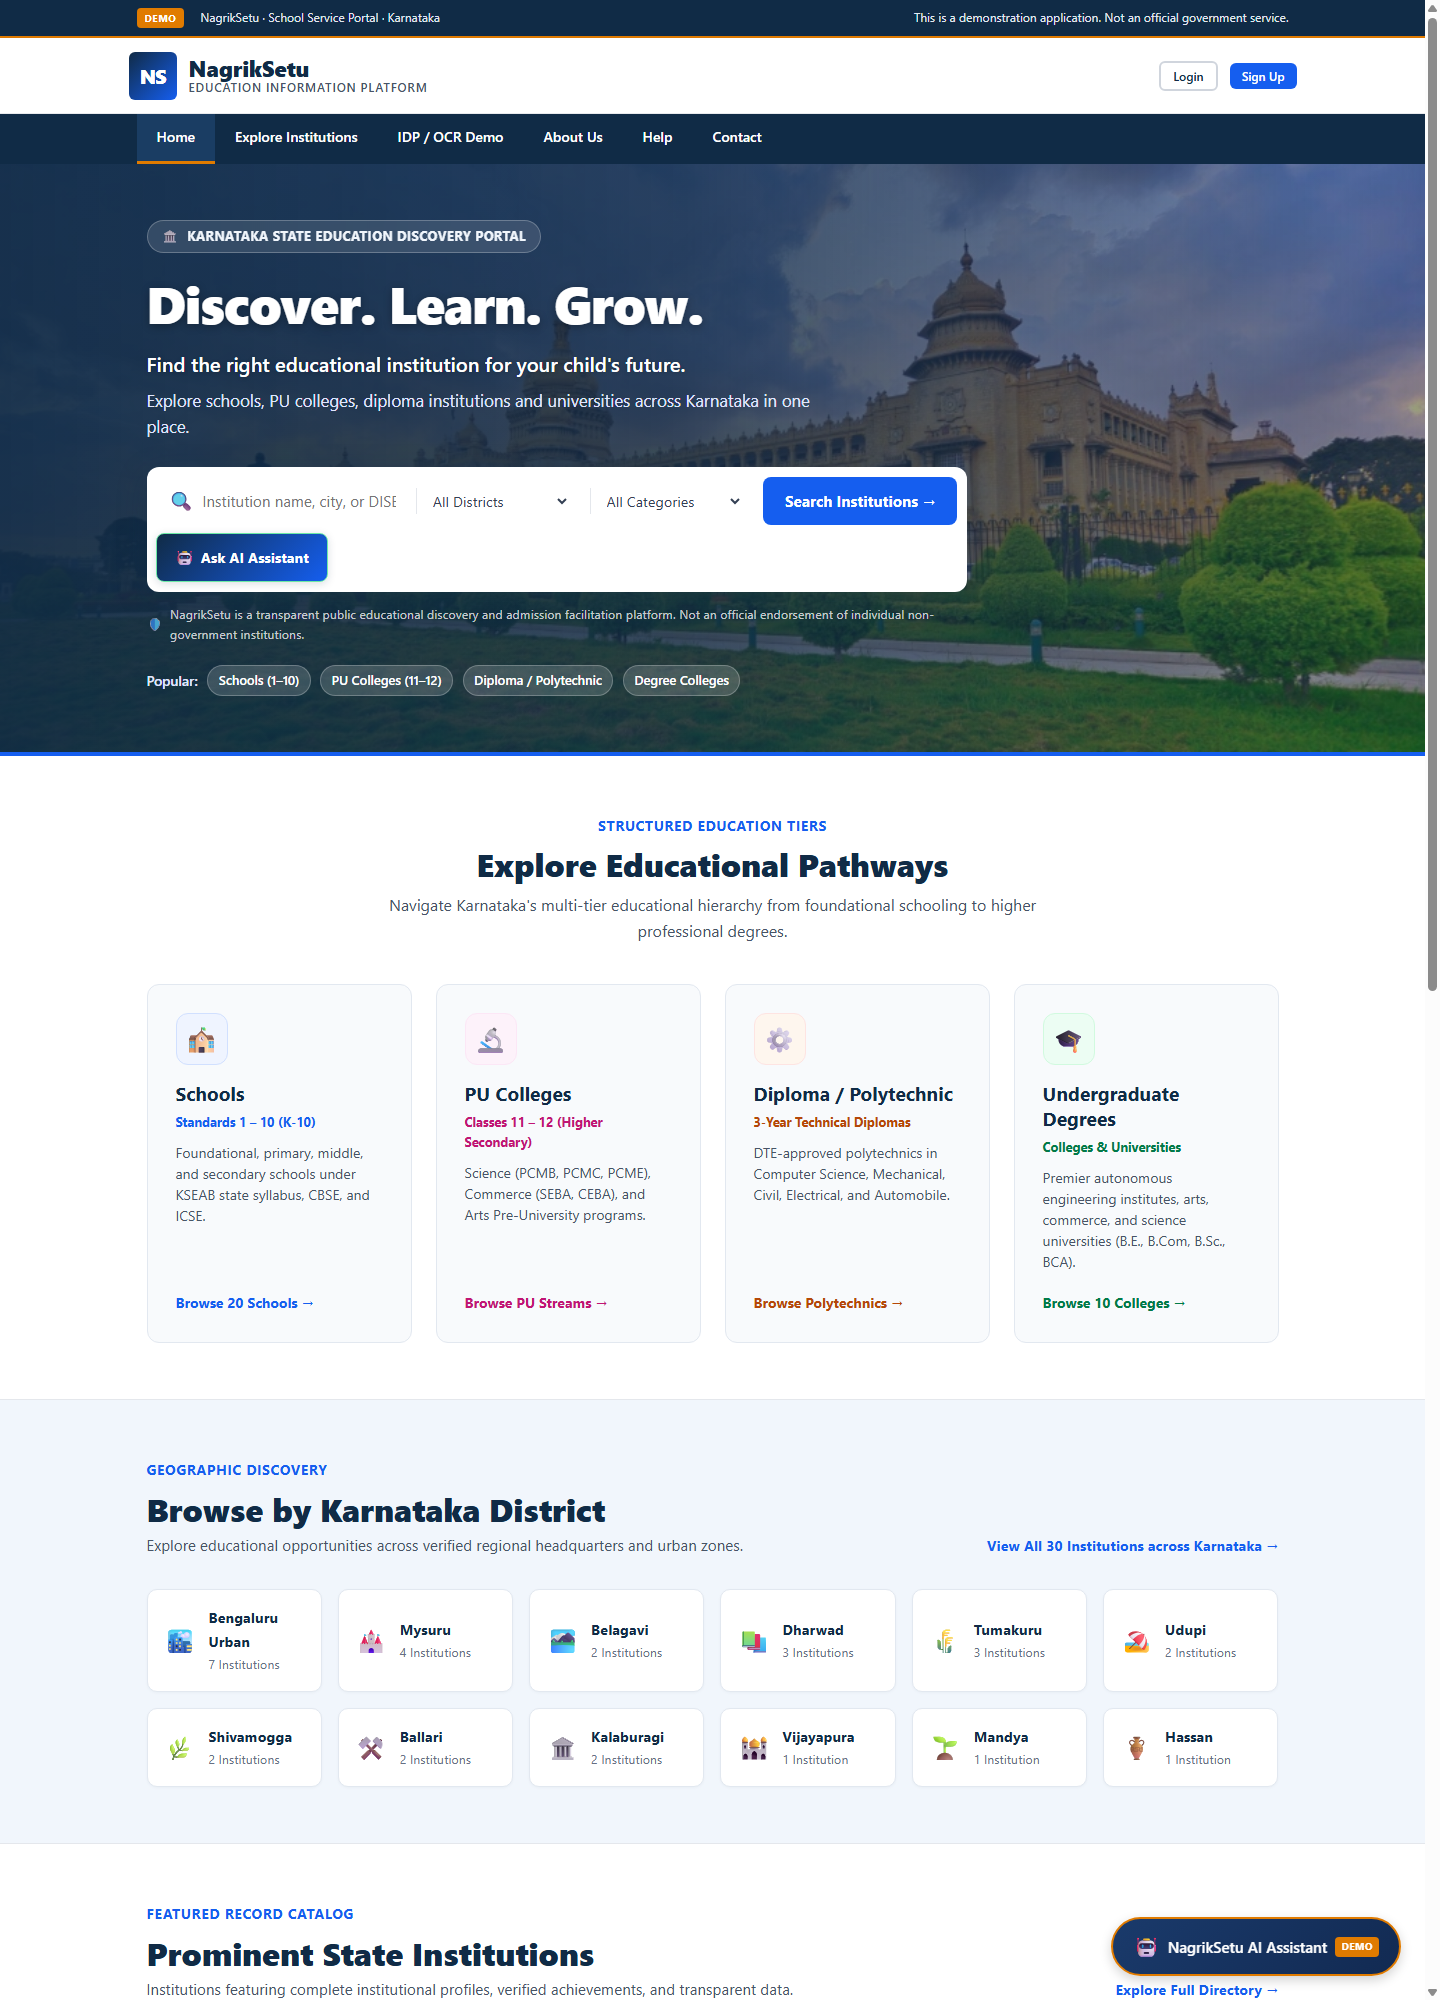 DEMO NagrikSetu · School Service Portal · Karnataka
This is a demonstration application. Not an official government service.
NS
NagrikSetu
EDUCATION INFORMATION PLATFORM
Login
Sign Up
Home
Explore Institutions
IDP / OCR Demo
About Us
Help
Contact
KARNATAKA STATE EDUCATION DISCOVERY PORTAL
Discover. Learn. Grow.
Find the right educational institution for your child's future.
Explore schools, PU colleges, diploma institutions and universities across Karnataka in one
place.
Institution name, city, or DISE
All Districts
All Categories
Search Institutions →
Ask AI Assistant
NagrikSetu is a transparent public educational discovery and admission facilitation platform. Not an official endorsement of individual non-
government institutions.
Popular:
Schools (1–10)
PU Colleges (11–12)
Diploma / Polytechnic
Degree Colleges
STRUCTURED EDUCATION TIERS
Explore Educational Pathways
Navigate Karnataka's multi-tier educational hierarchy from foundational schooling to higher
professional degrees.
Schools
Standards 1 – 10 (K-10)
Foundational, primary, middle,
and secondary schools under
KSEAB state syllabus, CBSE, and
ICSE.
Browse 20 Schools →
PU Colleges
Classes 11 – 12 (Higher
Secondary)
Science (PCMB, PCMC, PCME),
Commerce (SEBA, CEBA), and
Arts Pre-University programs.
Browse PU Streams →
Diploma / Polytechnic
3-Year Technical Diplomas
DTE-approved polytechnics in
Computer Science, Mechanical,
Civil, Electrical, and Automobile.
Browse Polytechnics →
Undergraduate
Degrees
Colleges & Universities
Premier autonomous
engineering institutes, arts,
commerce, and science
universities (B.E., B.Com, B.Sc.,
BCA).
Browse 10 Colleges →
GEOGRAPHIC DISCOVERY
Browse by Karnataka District
Explore educational opportunities across verified regional headquarters and urban zones.
View All 30 Institutions across Karnataka →
Bengaluru
Urban
7 Institutions
Mysuru
4 Institutions
Belagavi
2 Institutions
Dharwad
3 Institutions
Tumakuru
3 Institutions
Udupi
2 Institutions
Shivamogga
2 Institutions
Ballari
2 Institutions
Kalaburagi
2 Institutions
Vijayapura
1 Institution
Mandya
1 Institution
Hassan
1 Institution
FEATURED RECORD CATALOG
Prominent State Institutions
Institutions featuring complete institutional profiles, verified achievements, and transparent data.
NagrikSetu AI Assistant DEMO
Explore Full Directory →